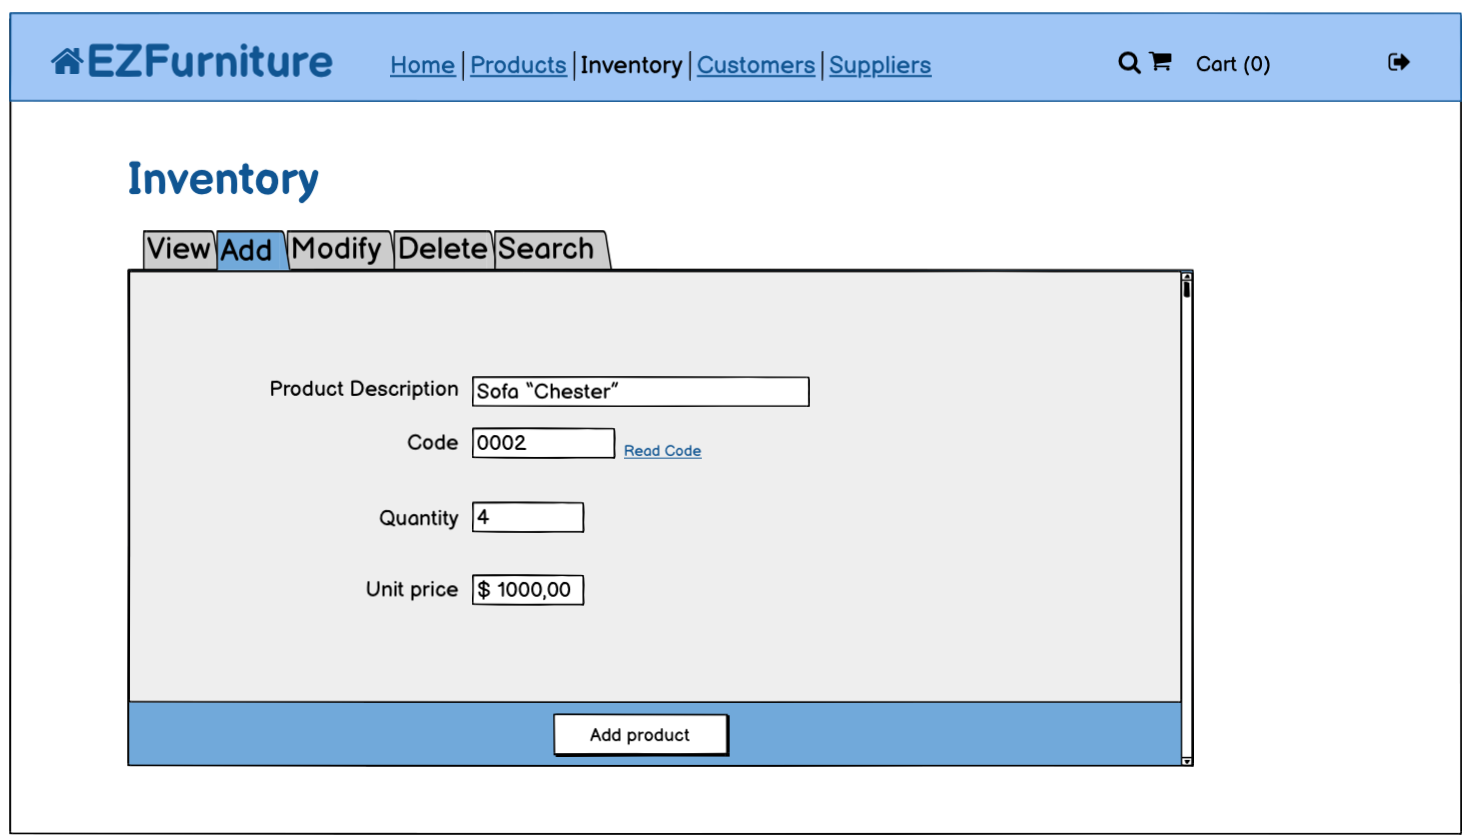 EZFurniture Home Products Inventory Customers Suppliers Cart (0)
Inventory
View Add Modify Delete Search
Product Description Sofa “Chester”
Code 0002 Read Code
Quantity 4
Unit price $ 1000,00
Add product